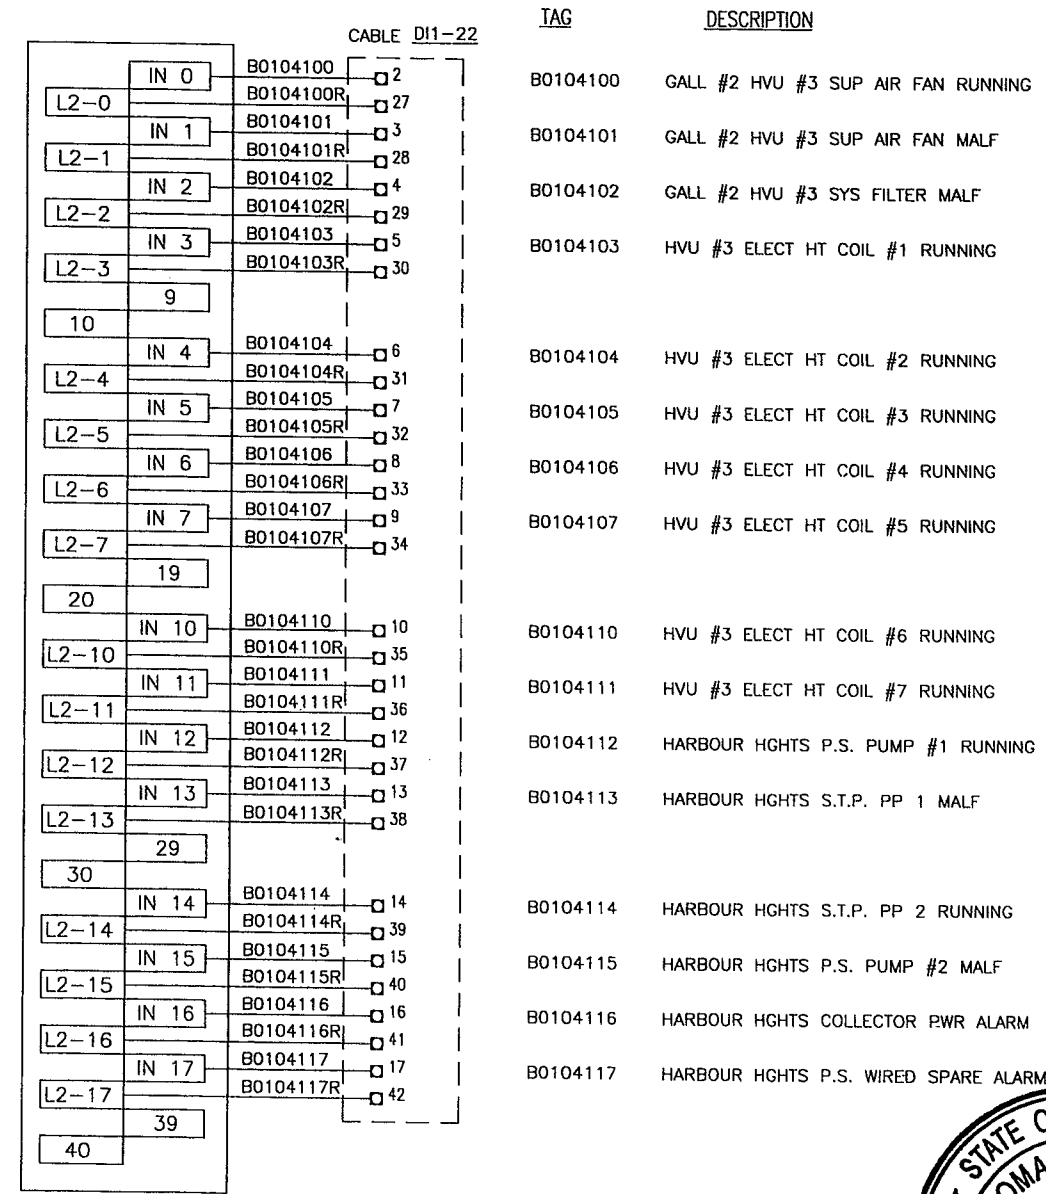 TAG DESCRIPTION
CABLE DI1-22
IN 0 B0104100 2 B0104100 GALL #2 HVU #3 SUP AIR FAN RUNNING
L2-0 B0104100R 27
IN 1 B0104101 3 B0104101 GALL #2 HVU #3 SUP AIR FAN MALF
L2-1 B0104101R 28
IN 2 B0104102 4 B0104102 GALL #2 HVU #3 SYS FILTER MALF
L2-2 B0104102R 29
IN 3 B0104103 5 B0104103 HVU #3 ELECT HT COIL #1 RUNNING
L2-3 B0104103R 30
9
10
IN 4 B0104104 6 B0104104 HVU #3 ELECT HT COIL #2 RUNNING
L2-4 B0104104R 31
IN 5 B0104105 7 B0104105 HVU #3 ELECT HT COIL #3 RUNNING
L2-5 B0104105R 32
IN 6 B0104106 8 B0104106 HVU #3 ELECT HT COIL #4 RUNNING
L2-6 B0104106R 33
IN 7 B0104107 9 B0104107 HVU #3 ELECT HT COIL #5 RUNNING
L2-7 B0104107R 34
19
20
IN 10 B0104110 10 B0104110 HVU #3 ELECT HT COIL #6 RUNNING
L2-10 B0104110R 35
IN 11 B0104111 11 B0104111 HVU #3 ELECT HT COIL #7 RUNNING
L2-11 B0104111R 36
IN 12 B0104112 12 B0104112 HARBOUR HGHTS P.S. PUMP #1 RUNNING
L2-12 B0104112R 37
IN 13 B0104113 13 B0104113 HARBOUR HGHTS S.T.P. PP 1 MALF
L2-13 B0104113R 38
29
30
IN 14 B0104114 14 B0104114 HARBOUR HGHTS S.T.P. PP 2 RUNNING
L2-14 B0104114R 39
IN 15 B0104115 15 B0104115 HARBOUR HGHTS P.S. PUMP #2 MALF
L2-15 B0104115R 40
IN 16 B0104116 16 B0104116 HARBOUR HGHTS COLLECTOR PWR ALARM
L2-16 B0104116R 41
IN 17 B0104117 17 B0104117 HARBOUR HGHTS P.S. WIRED SPARE ALARM
L2-17 B0104117R 42
39
40
STATE